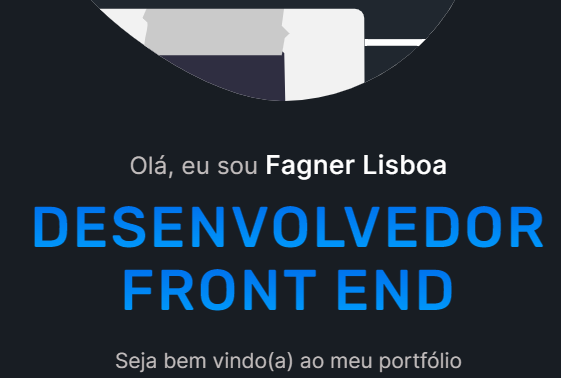 Olá, eu sou Fagner Lisboa
DESENVOLVEDOR
FRONT END
Seja bem vindo(a) ao meu portfólio